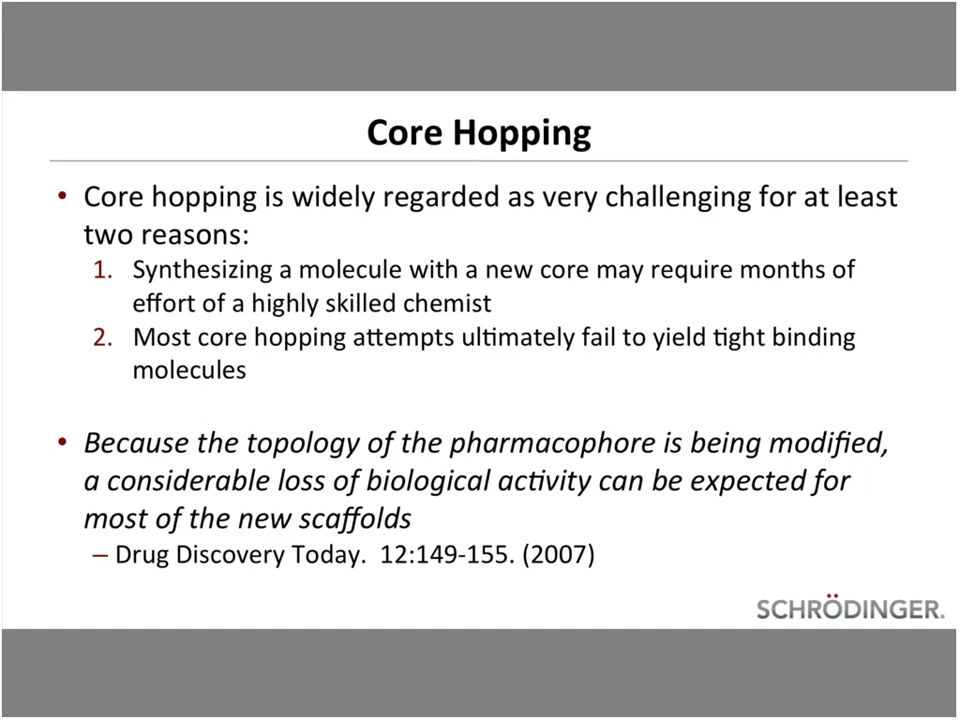 Core Hopping
• Core hopping is widely regarded as very challenging for at least
two reasons:
1. Synthesizing a molecule with a new core may require months of
effort of a highly skilled chemist
2. Most core hopping attempts ultimately fail to yield tight binding
molecules
• Because the topology of the pharmacophore is being modified,
a considerable loss of biological activity can be expected for
most of the new scaffolds
– Drug Discovery Today.  12:149-155. (2007)
SCHRÖDINGER.